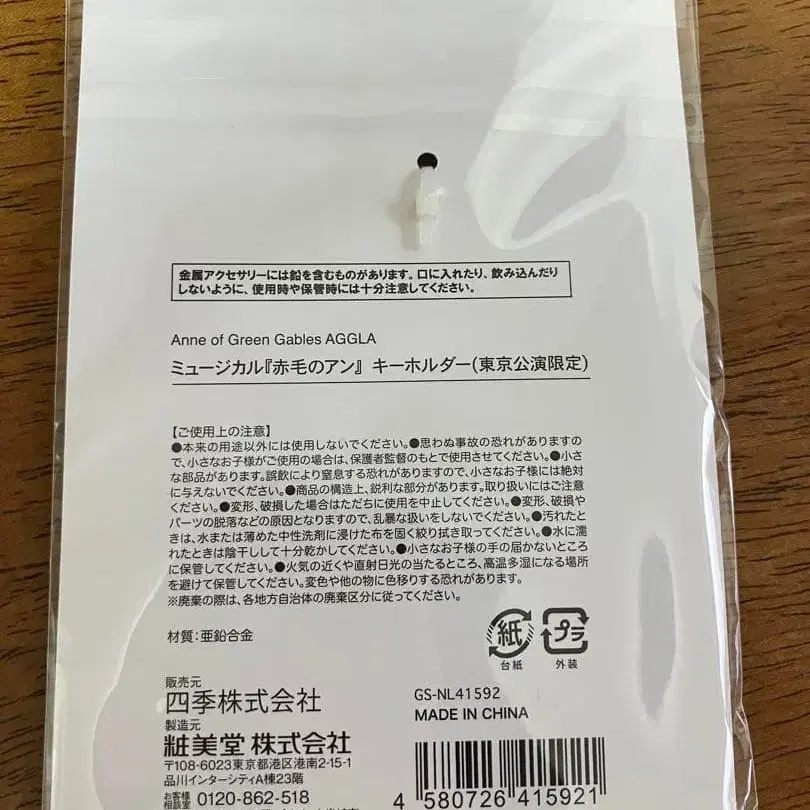 金属アクセサリーには鉛を含むものがあります。口に入れたり、飲み込んだり
しないように、使用時や保管時には十分注意してください。
Anne of Green Gables AGGLA
ミュージカル『赤毛のアン』 キーホルダー(東京公演限定)
【ご使用上の注意】
●本来の用途以外には使用しないでください。●思わぬ事故の恐れがありますの
で、小さなお子様がご使用の場合は、保護者監督のもとで使用させてください。●小さ
な部品があります。誤飲により窒息する恐れがありますので、小さなお子様には絶対
に与えないでください。●商品の構造上、鋭利な部分があります。取り扱いにはご注意
ください。●変形、破損した場合はただちに使用を中止してください。●変形、破損や
パーツの脱落などの原因となりますので、乱暴な扱いをしないでください。●汚れたと
きは、水または薄めた中性洗剤に浸けた布を固く絞り拭き取ってください。●水に濡
れたときは陰干しして十分乾かしてください。●小さなお子様の手の届かないところ
に保管してください。●火気の近くや直射日光の当たるところ、高温多湿になる場所
を避けて保管してください。変色や他の物に色移りする恐れがあります。
※廃棄の際は、各地方自治体の廃棄区分に従ってください。
材質：亜鉛合金
紙 プラ
台紙 外装
販売元
四季株式会社
製造元
粧美堂 株式会社
〒108-6023東京都港区港南2-15-1
品川インターシティA棟23階
お客様相談室 0120-862-518
GS-NL41592
MADE IN CHINA
4 580726 415921